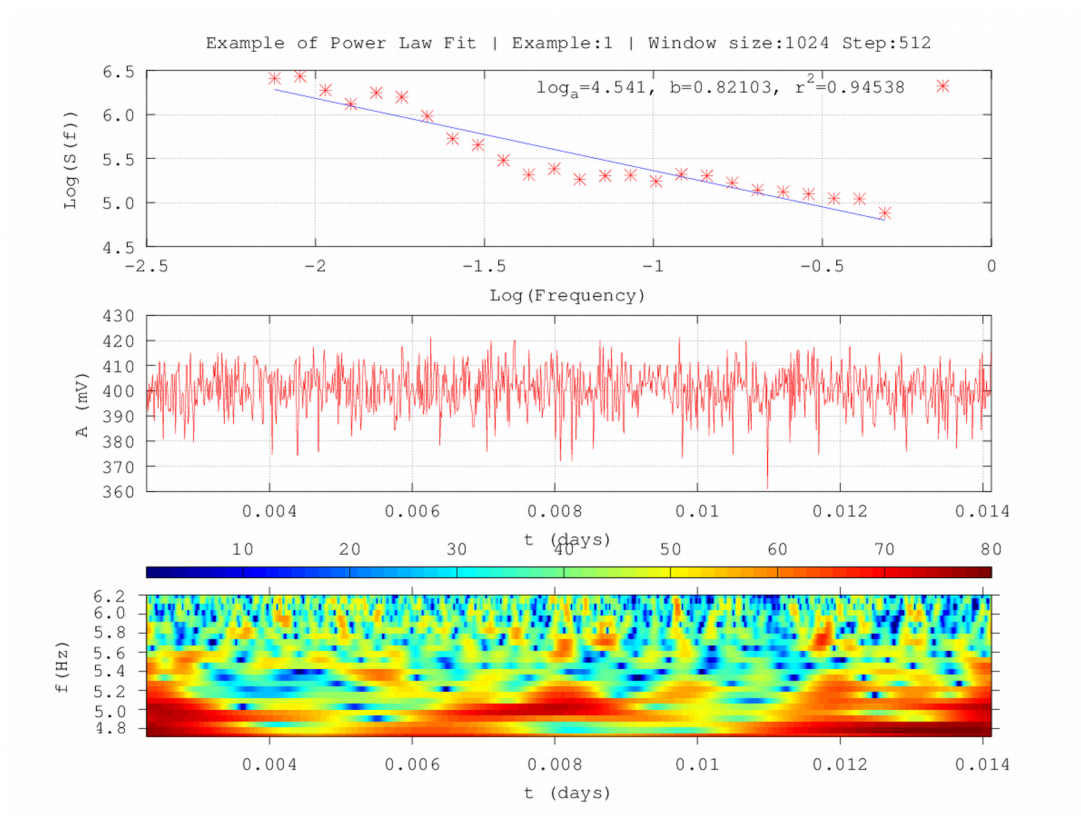 Example of Power Law Fit | Example:1 | Window size:1024 Step:512
log_a=4.541, b=0.82103, r^2=0.94538
6.5
6.0
5.5
5.0
4.5
Log(S(f))
-2.5 -2 -1.5 -1 -0.5 0
Log(Frequency)
430
420
410
400
390
380
370
360
A (mV)
0.004 0.006 0.008 0.01 0.012 0.014
t (days)
10 20 30 40 50 60 70 80
6.2
6.0
5.8
5.6
5.4
5.2
5.0
4.8
f(Hz)
0.004 0.006 0.008 0.01 0.012 0.014
t (days)